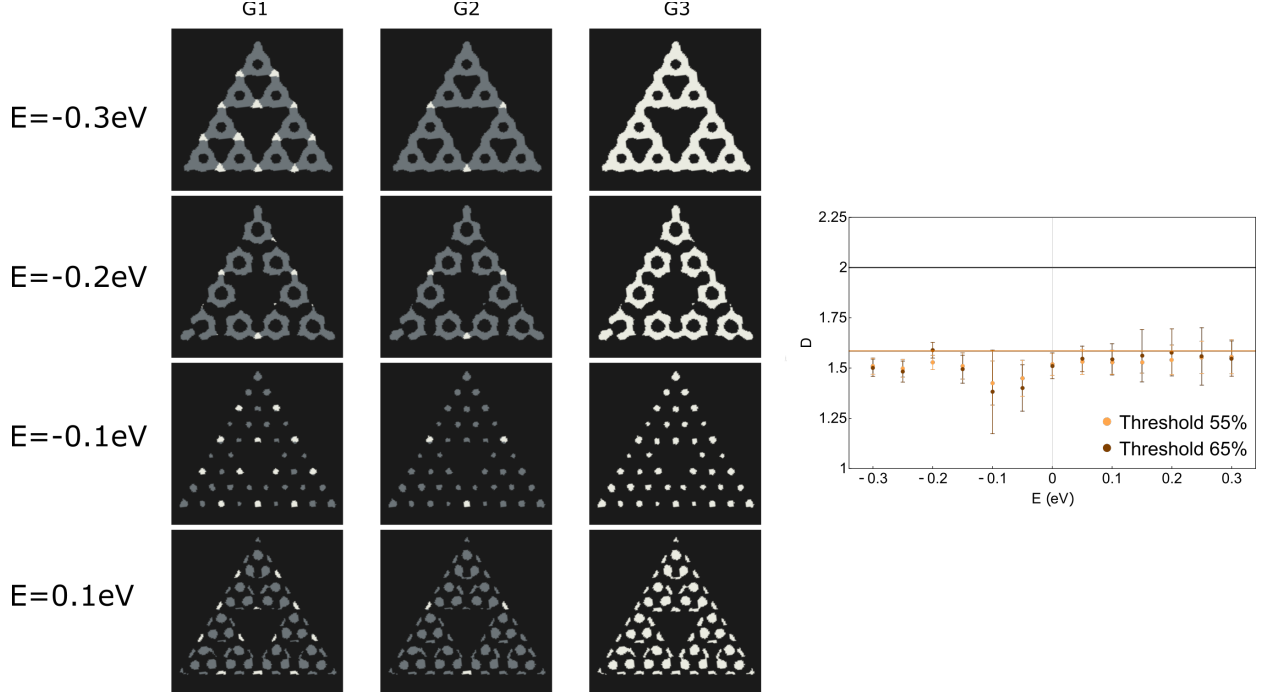 G1 G2 G3
E=-0.3eV
E=-0.2eV
E=-0.1eV
E=0.1eV
2.25
2
1.75
1.5
1.25
1
D
-0.3 -0.2 -0.1 0 0.1 0.2 0.3
E (eV)
Threshold 55%
Threshold 65%